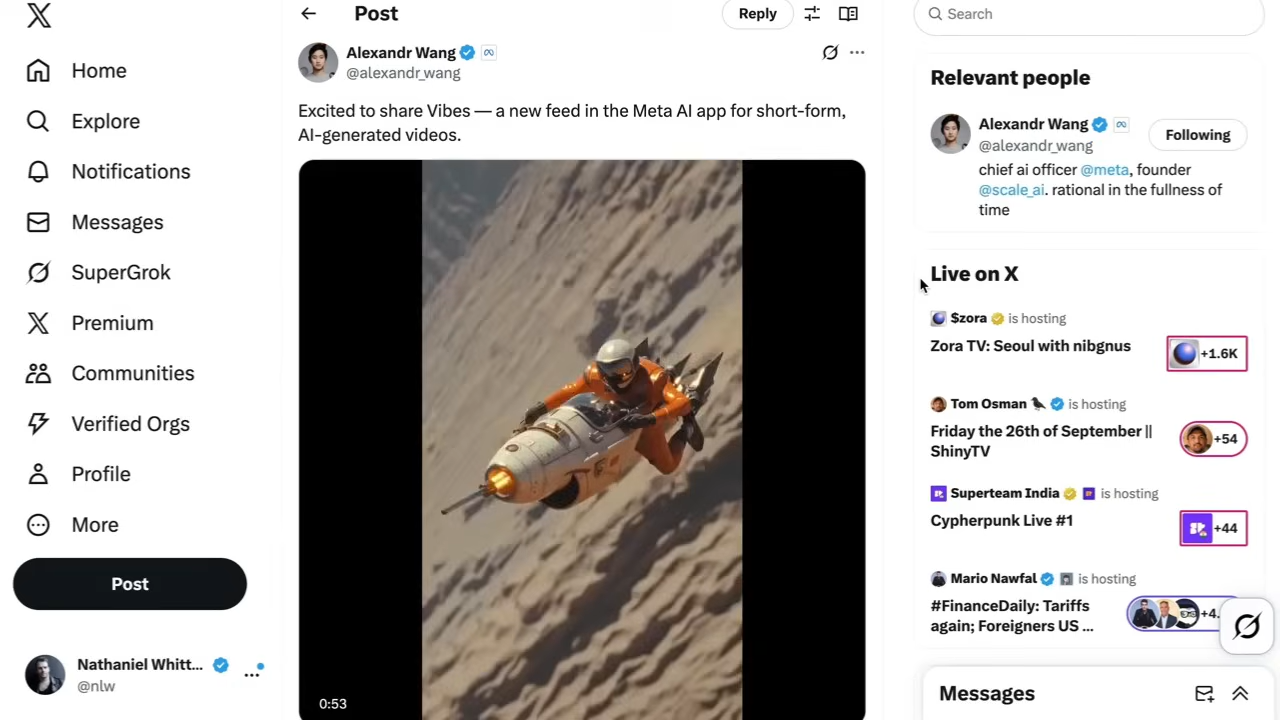 Home
Explore
Notifications
Messages
SuperGrok
Premium
Communities
Verified Orgs
Profile
More
Post
Nathaniel Whitt...
@nlw
Post
Reply
Alexandr Wang
@alexandr_wang
Excited to share Vibes — a new feed in the Meta AI app for short-form,
AI-generated videos.
0:53
Search
Relevant people
Alexandr Wang
@alexandr_wang
Following
chief ai officer @meta, founder
@scale_ai. rational in the fullness of
time
Live on X
$zora is hosting
Zora TV: Seoul with nibgnus
+1.6K
Tom Osman is hosting
Friday the 26th of September ||
ShinyTV
+54
Superteam India is hosting
Cypherpunk Live #1
+44
Mario Nawfal is hosting
#FinanceDaily: Tariffs
again; Foreigners US ...
+4.
Messages